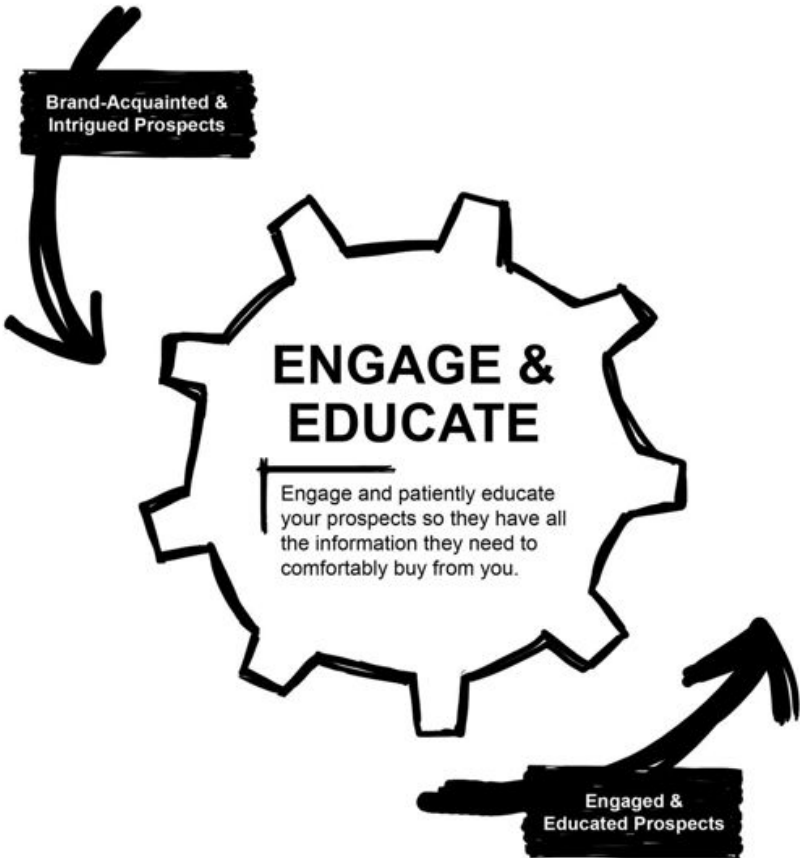 Brand-Acquainted &
Intrigued Prospects
ENGAGE &
EDUCATE
Engage and patiently educate
your prospects so they have all
the information they need to
comfortably buy from you.
Engaged &
Educated Prospects